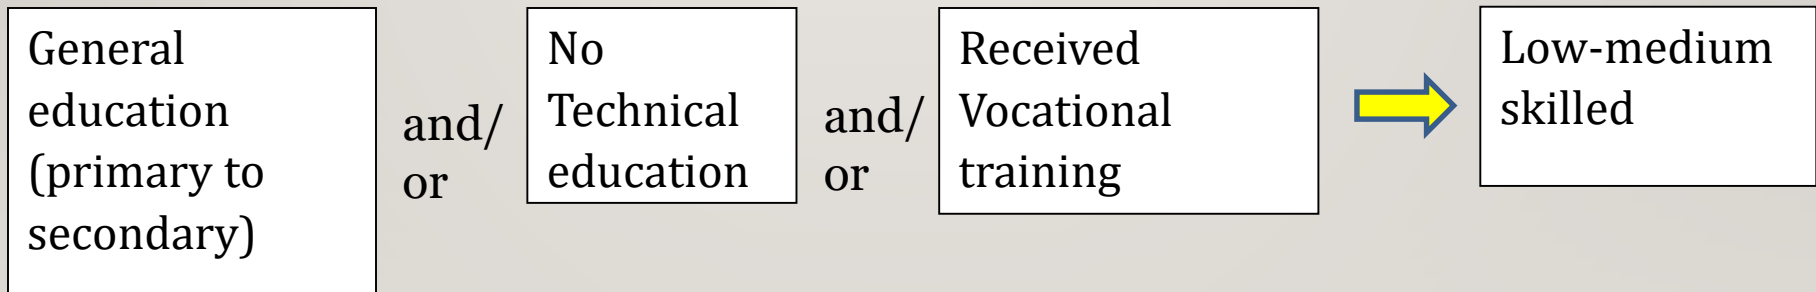 General
education
(primary to
secondary)
and/
or
No
Technical
education
and/
or
Received
Vocational
training
Low-medium
skilled